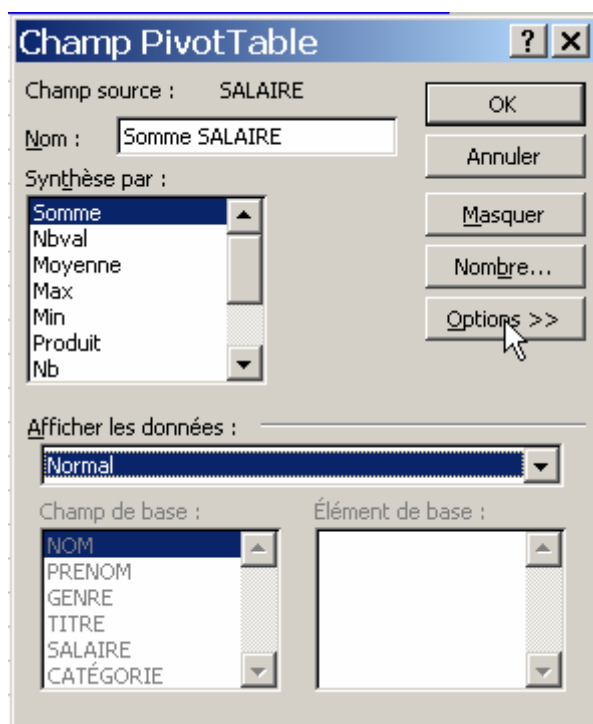 Champ PivotTable
Champ source : SALAIRE
OK
Nom : Somme SALAIRE
Annuler
Synthèse par :
Somme
Nbval
Moyenne
Max
Min
Produit
Nb
Masquer
Nombre...
Options >>
Afficher les données :
Normal
Champ de base :
NOM
PRENOM
GENRE
TITRE
SALAIRE
CATÉGORIE
Élément de base :